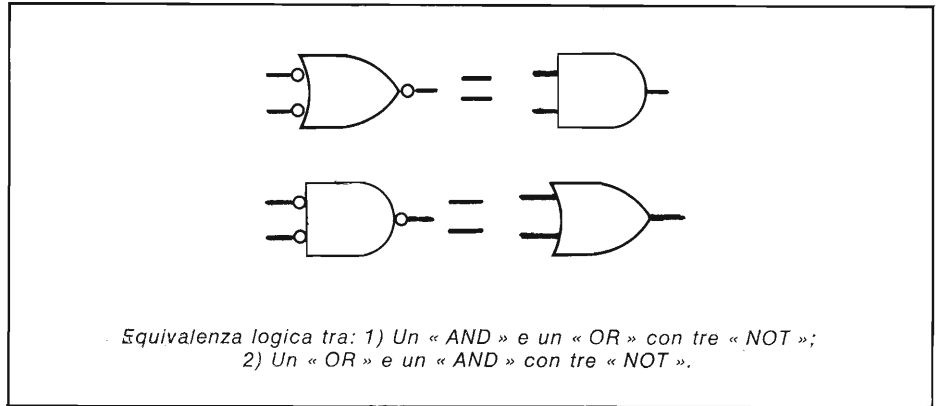 Equivalenza logica tra: 1) Un « AND » e un « OR » con tre « NOT »;
2) Un « OR » e un « AND » con tre « NOT ».